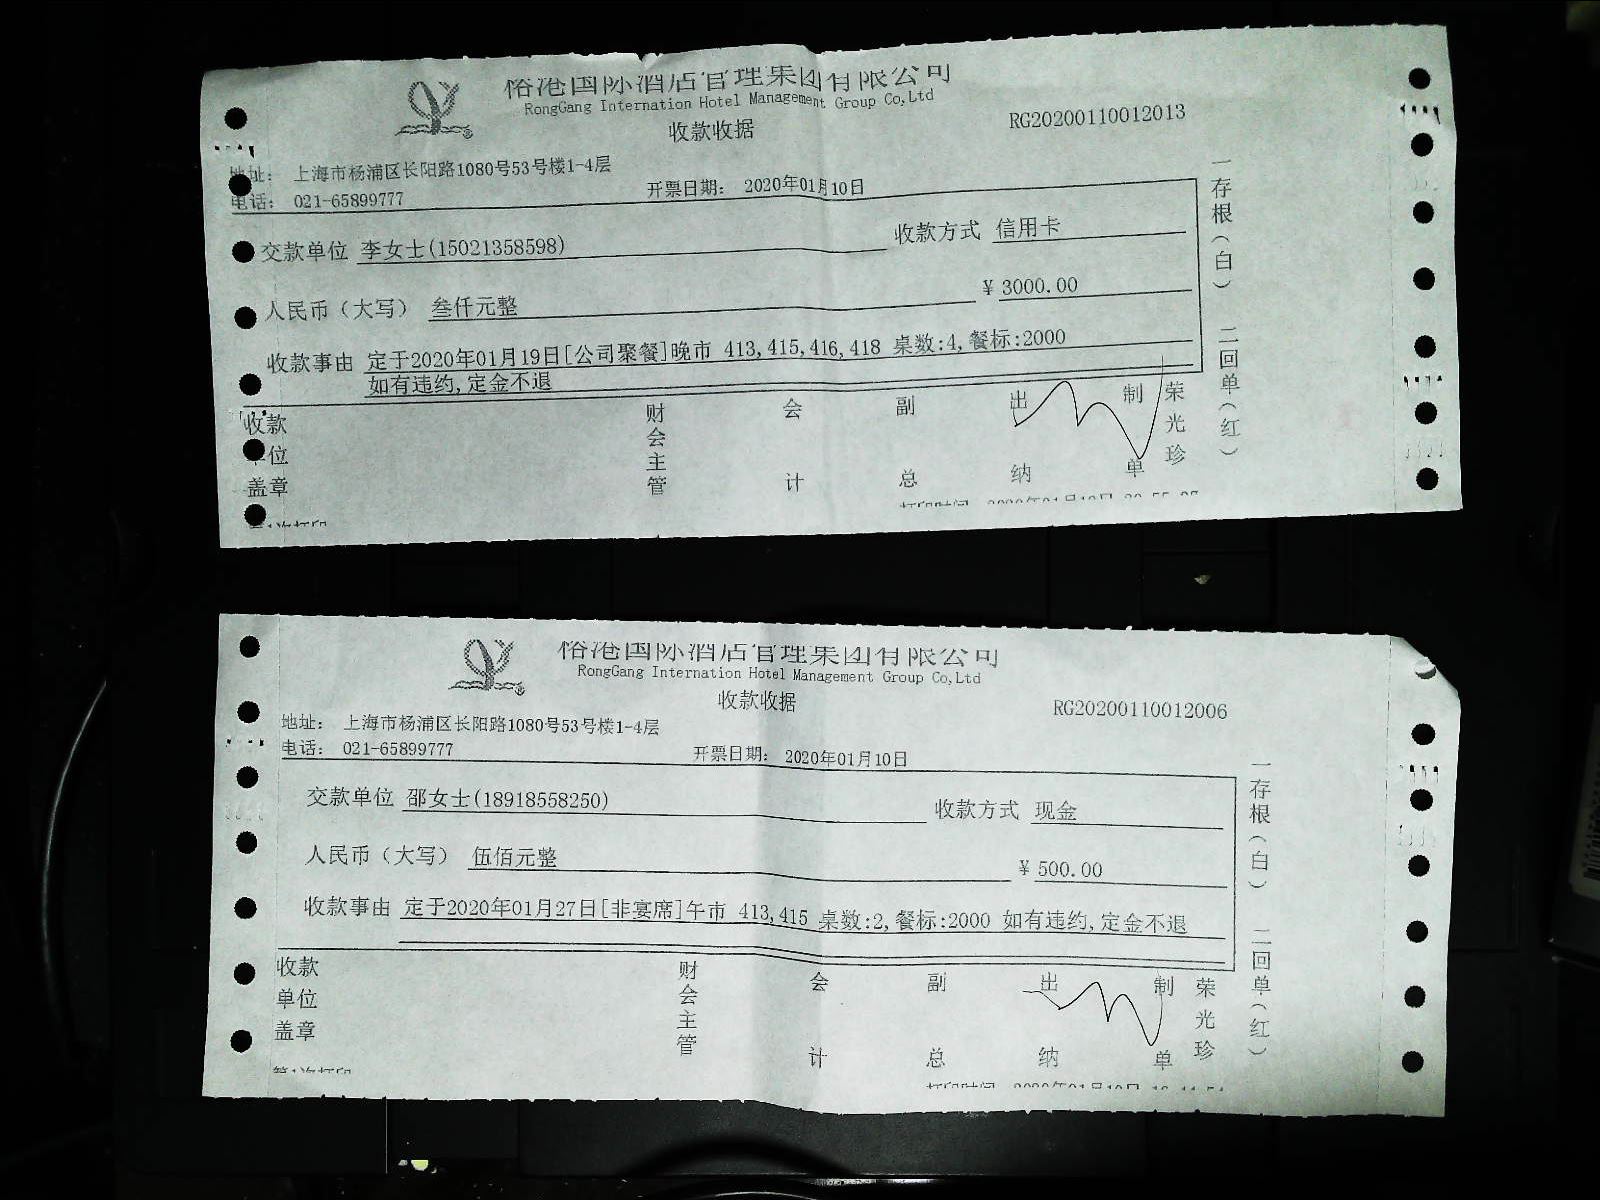 俗港国际酒店管理集团有限公司
RongGang Internation Hotel Management Group Co,Ltd
收款收据
RG20200110012013
地址： 上海市杨浦区长阳路1080号53号楼1-4层
电话： 021-65899777
开票日期： 2020年01月10日
交款单位 李女士(15021358598)
收款方式 信用卡
人民币（大写） 叁仟元整
¥ 3000.00
收款事由 定于2020年01月19日[公司聚餐]晚市 413,415,416,418 桌数:4,餐标:2000
如有违约,定金不退
收款单位盖章
财会主管
会计
副总
出纳
制单
荣光珍
一存根（白） 二回单（红）
第1次打印
俗港国际酒店管理集团有限公司
RongGang Internation Hotel Management Group Co,Ltd
收款收据
RG20200110012006
地址： 上海市杨浦区长阳路1080号53号楼1-4层
电话： 021-65899777
开票日期： 2020年01月10日
交款单位 邵女士(18918558250)
收款方式 现金
人民币（大写） 伍佰元整
¥ 500.00
收款事由 定于2020年01月27日[非宴席]午市 413,415 桌数:2,餐标:2000 如有违约,定金不退
收款单位盖章
财会主管
会计
副总
出纳
制单
荣光珍
一存根（白） 二回单（红）
第1次打印